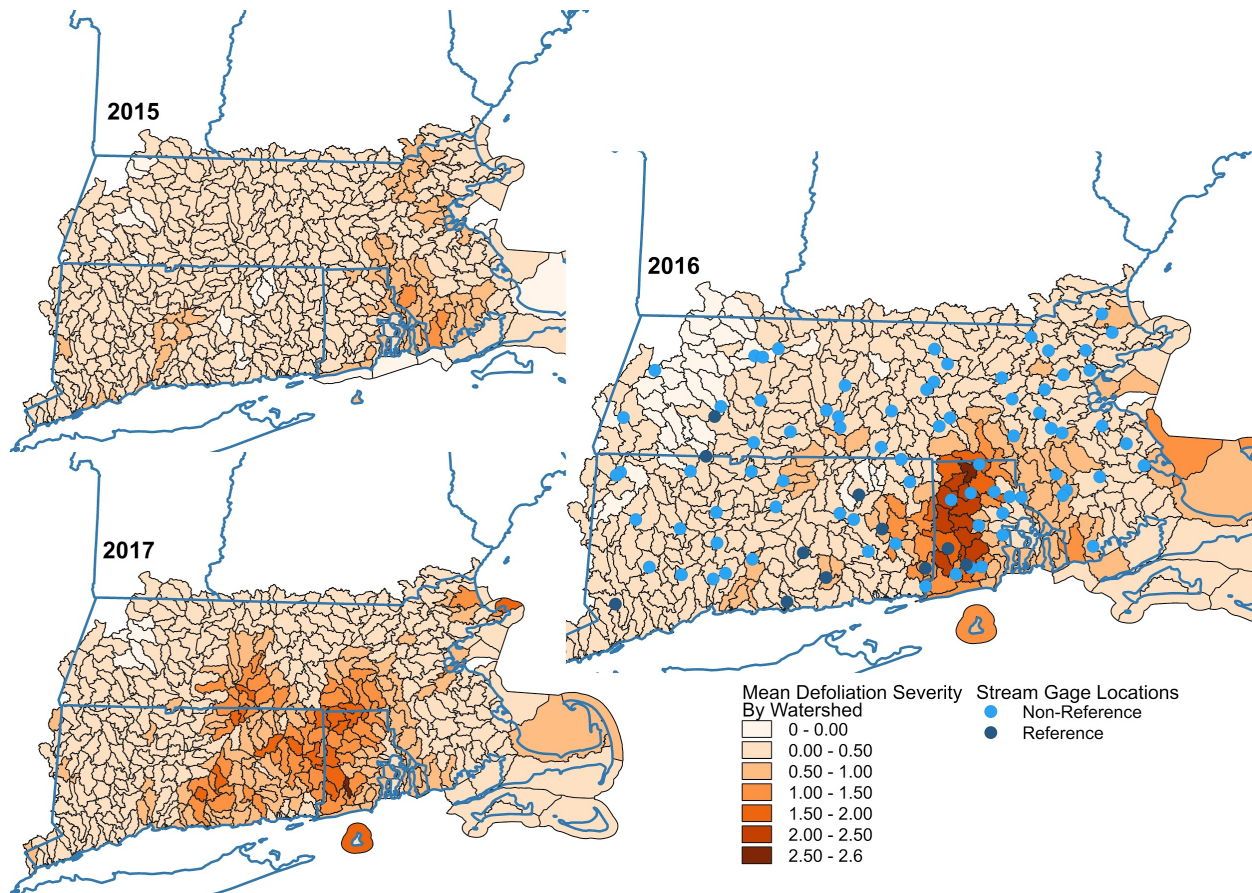 2015
2016
2017
Mean Defoliation Severity
By Watershed
0 - 0.00
0.00 - 0.50
0.50 - 1.00
1.00 - 1.50
1.50 - 2.00
2.00 - 2.50
2.50 - 2.6
Stream Gage Locations
Non-Reference
Reference